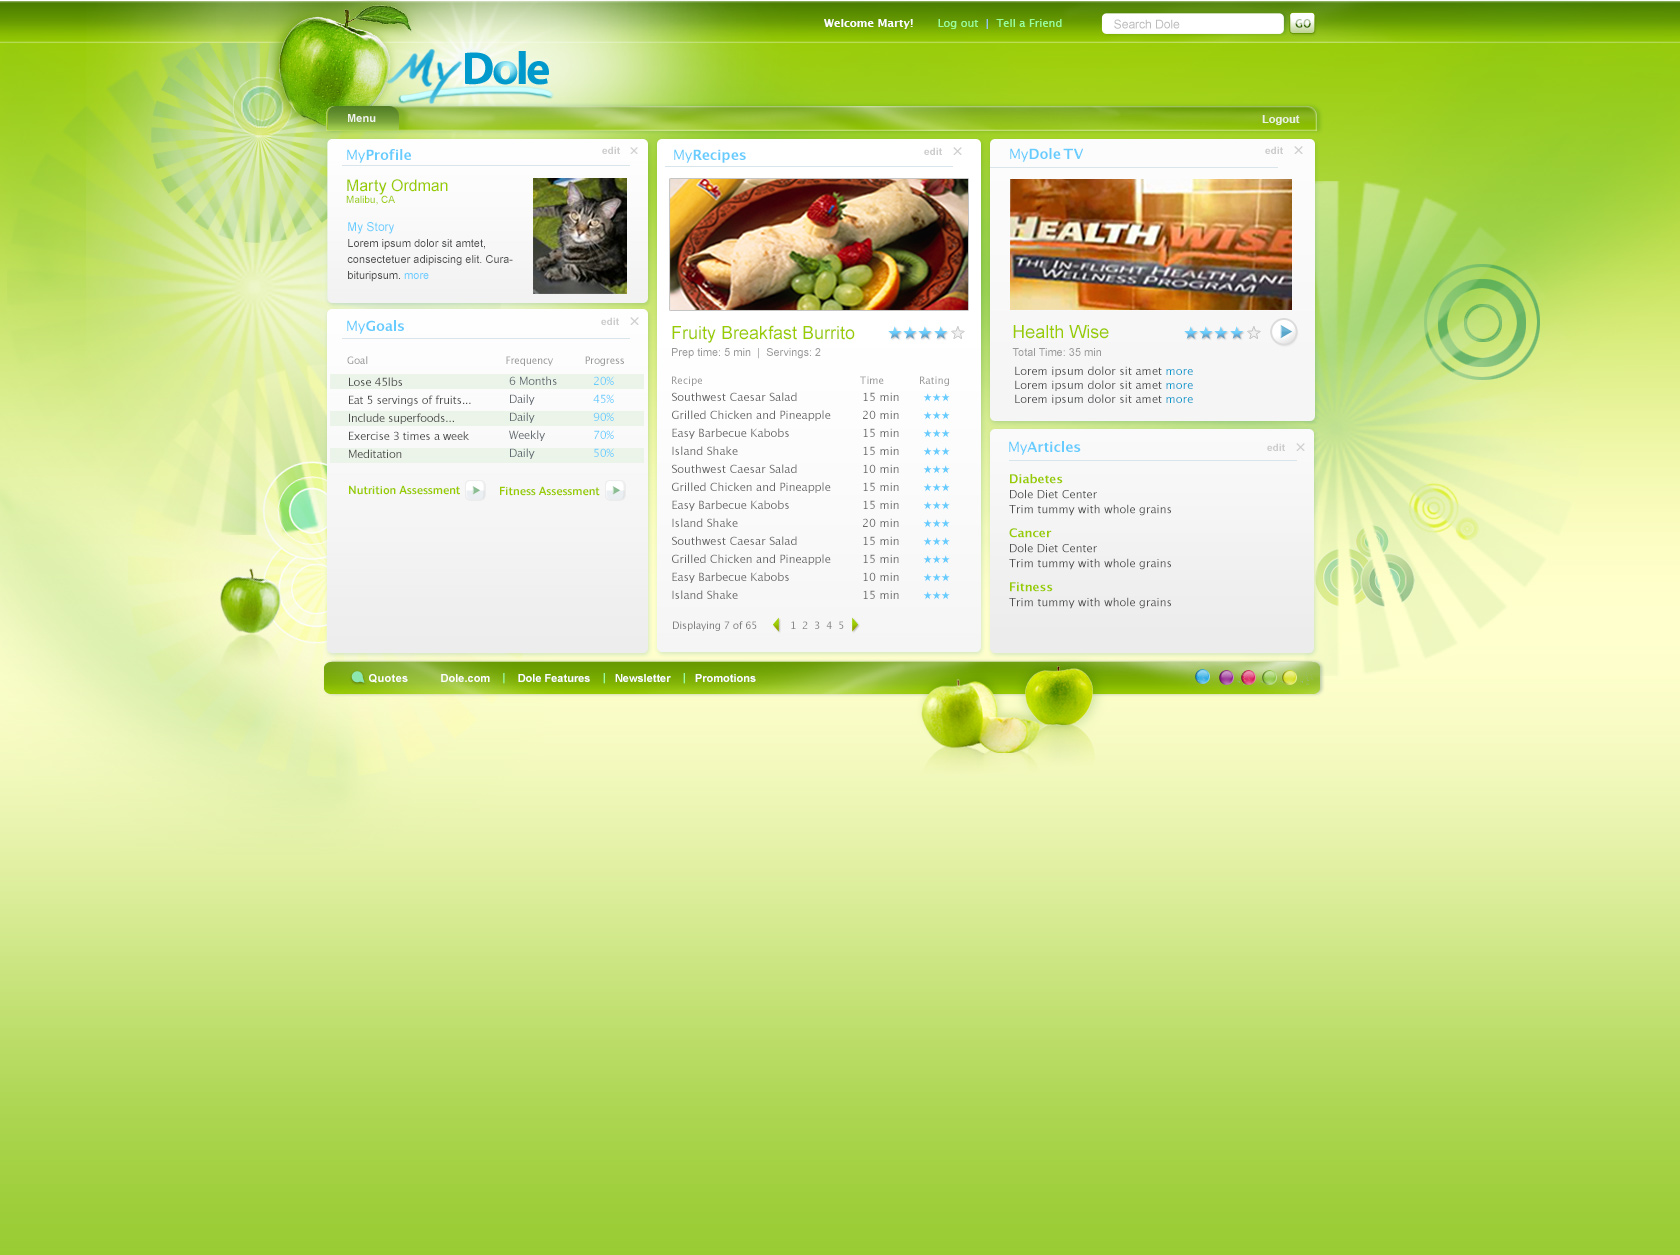 Welcome Marty!
Log out | Tell a Friend
Search Dole
GO
MyDole
Menu
Logout
MyProfile
edit
Marty Ordman
Malibu, CA
My Story
Lorem ipsum dolor sit amtet,
consectetuer adipiscing elit. Cura-
bituripsum. more
MyGoals
edit
Goal Frequency Progress
Lose 45lbs 6 Months 20%
Eat 5 servings of fruits... Daily 45%
Include superfoods... Daily 90%
Exercise 3 times a week Weekly 70%
Meditation Daily 50%
Nutrition Assessment
Fitness Assessment
MyRecipes
edit
Dole
Fruity Breakfast Burrito
Prep time: 5 min | Servings: 2
Recipe Time Rating
Southwest Caesar Salad 15 min ★★★
Grilled Chicken and Pineapple 20 min ★★★
Easy Barbecue Kabobs 15 min ★★★
Island Shake 15 min ★★★
Southwest Caesar Salad 10 min ★★★
Grilled Chicken and Pineapple 15 min ★★★
Easy Barbecue Kabobs 15 min ★★★
Island Shake 20 min ★★★
Southwest Caesar Salad 15 min ★★★
Grilled Chicken and Pineapple 15 min ★★★
Easy Barbecue Kabobs 10 min ★★★
Island Shake 15 min ★★★
Displaying 7 of 65
1 2 3 4 5
MyDole TV
edit
HEALTH WISE
THE IN-FLIGHT HEALTH AND
WELLNESS PROGRAM
Health Wise
Total Time: 35 min
Lorem ipsum dolor sit amet more
Lorem ipsum dolor sit amet more
Lorem ipsum dolor sit amet more
MyArticles
edit
Diabetes
Dole Diet Center
Trim tummy with whole grains
Cancer
Dole Diet Center
Trim tummy with whole grains
Fitness
Trim tummy with whole grains
Quotes
Dole.com | Dole Features | Newsletter | Promotions